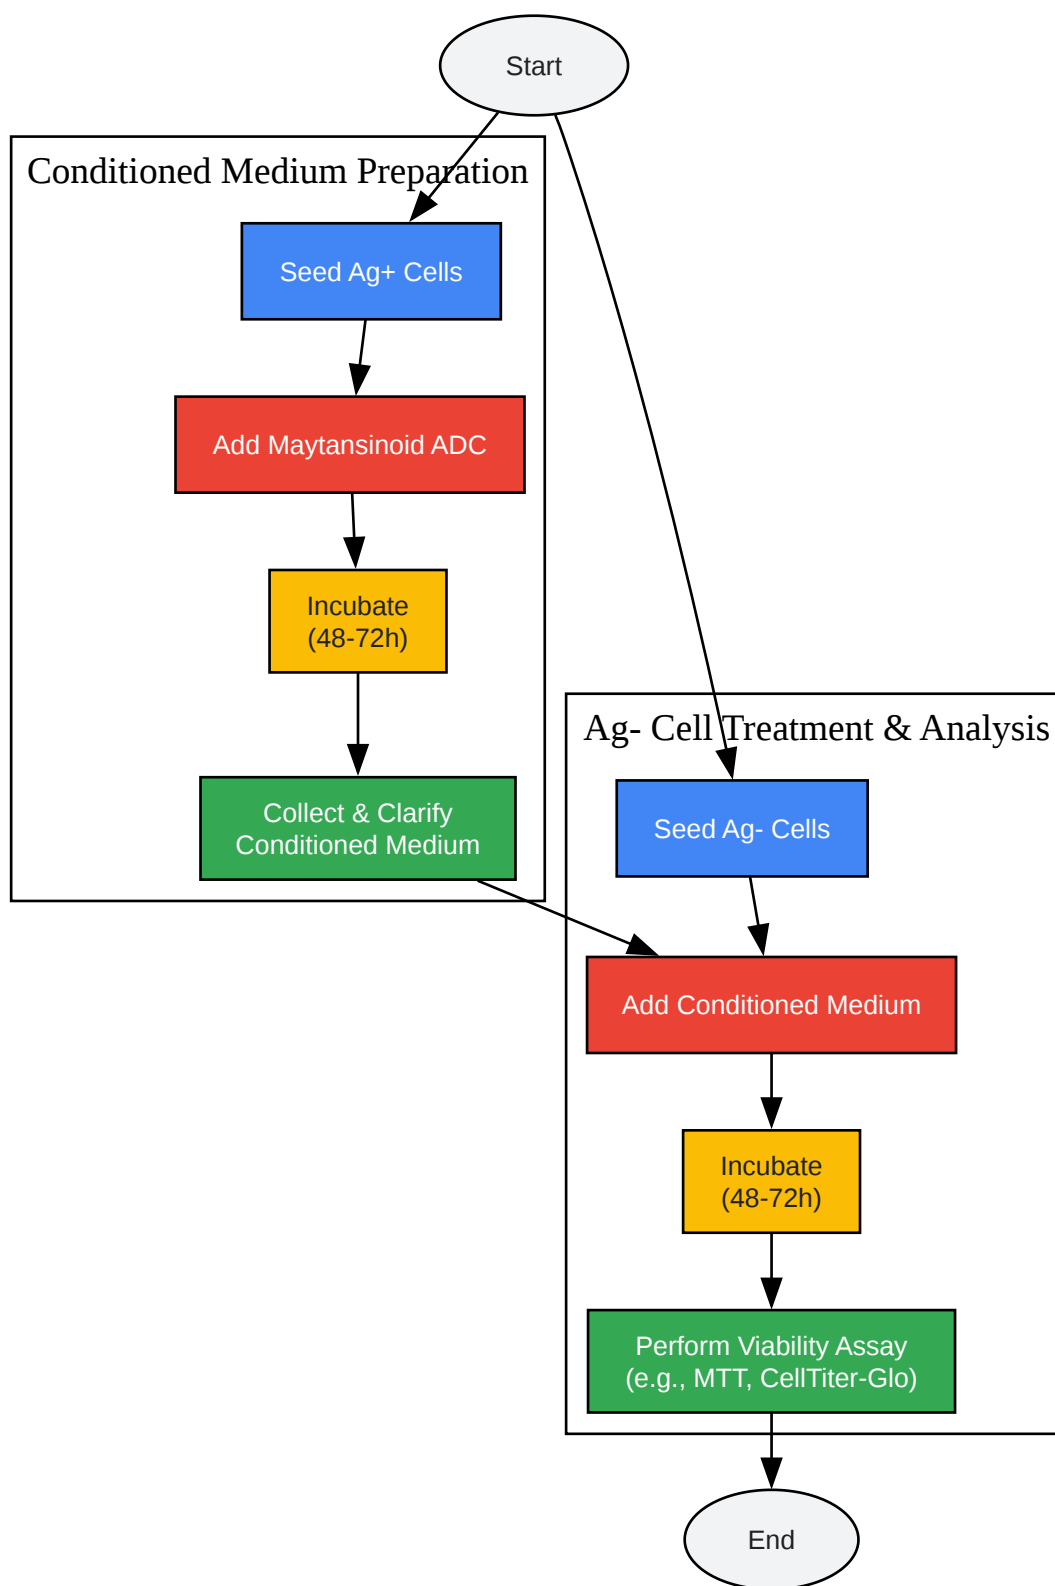 Start
Conditioned Medium Preparation
Seed Ag+ Cells
Add Maytansinoid ADC
Incubate
(48-72h)
Collect & Clarify
Conditioned Medium
Ag- Cell Treatment & Analysis
Seed Ag- Cells
Add Conditioned Medium
Incubate
(48-72h)
Perform Viability Assay
(e.g., MTT, CellTiter-Glo)
End